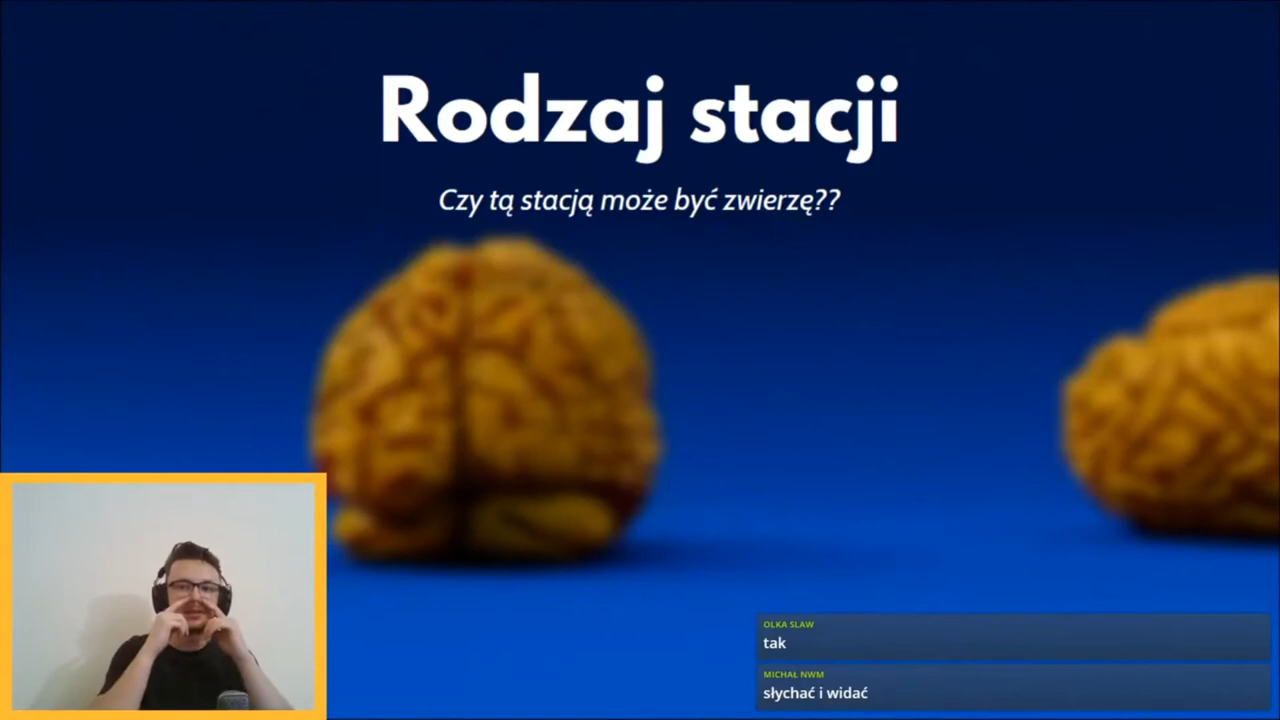 Rodzaj stacji
Czy tą stacją może być zwierzę??
OLKA SLAW
tak
MICHAŁ NWM
słychać i widać